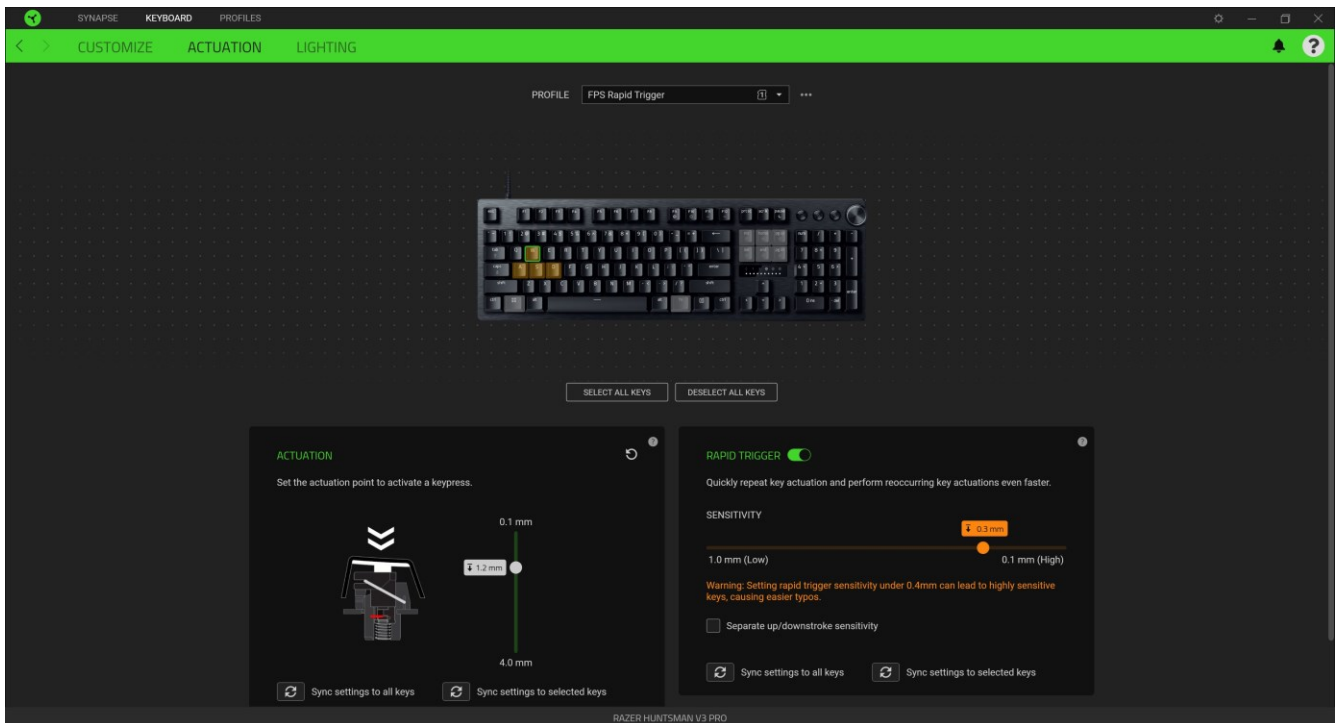 SYNAPSE KEYBOARD PROFILES
CUSTOMIZE ACTUATION LIGHTING
PROFILE FPS Rapid Trigger 1
SELECT ALL KEYS DESELECT ALL KEYS
ACTUATION
Set the actuation point to activate a keypress.
0.1 mm
1.2 mm
4.0 mm
Sync settings to all keys Sync settings to selected keys
RAPID TRIGGER
Quickly repeat key actuation and perform reoccurring key actuations even faster.
SENSITIVITY
0.3 mm
1.0 mm (Low) 0.1 mm (High)
Warning: Setting rapid trigger sensitivity under 0.4mm can lead to highly sensitive
keys, causing easier typos.
Separate up/downstroke sensitivity
Sync settings to all keys Sync settings to selected keys
RAZER HUNTSMAN V3 PRO